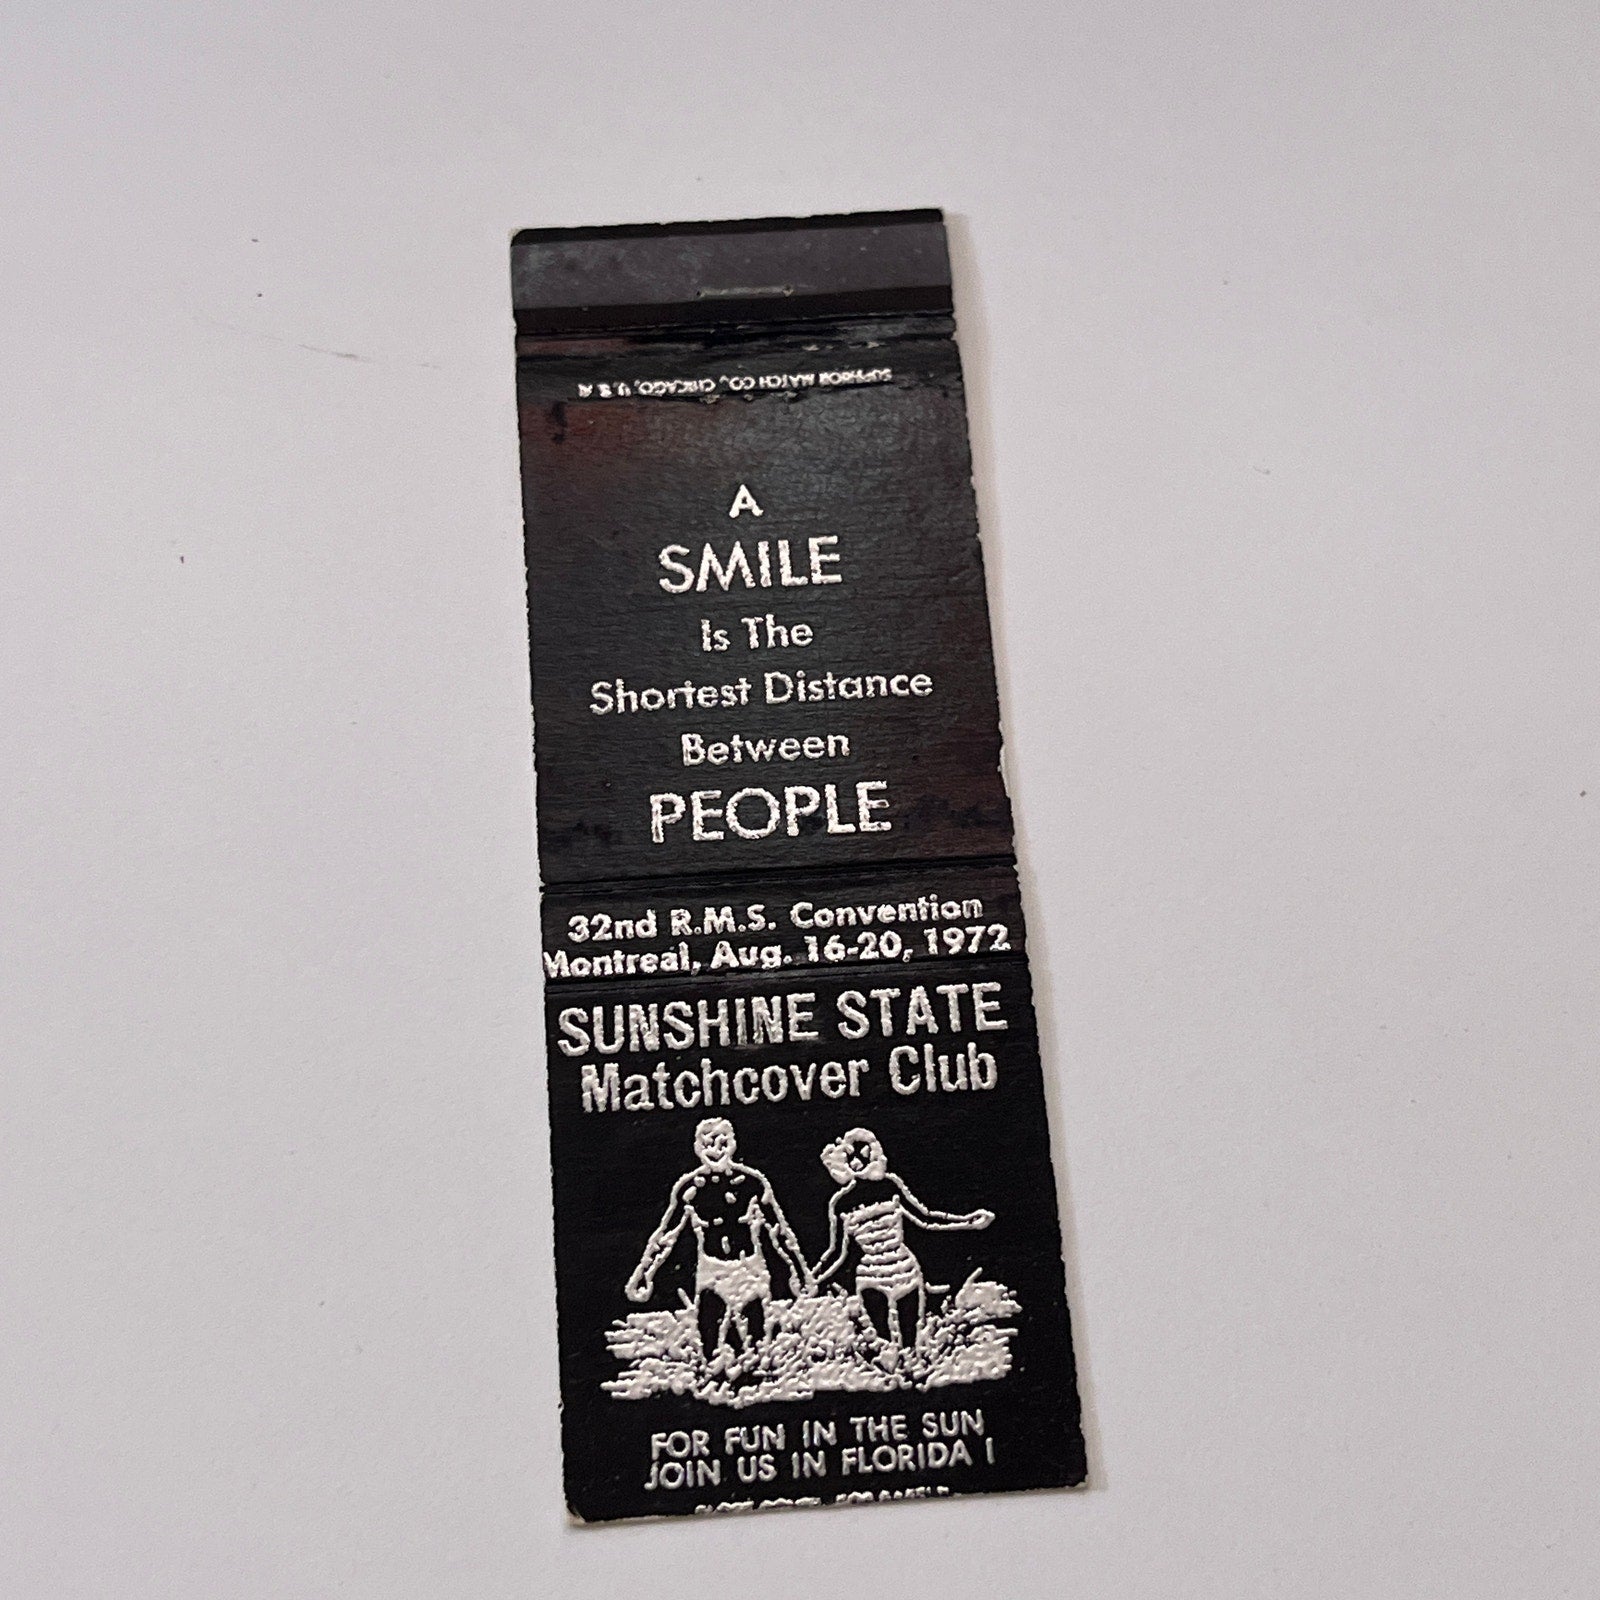 SUPERIOR MATCH CO., CHICAGO, U.S.A.
A
SMILE
Is The
Shortest Distance
Between
PEOPLE
32nd R.M.S. Convention
Montreal, Aug. 16-20, 1972
SUNSHINE STATE
Matchcover Club
FOR FUN IN THE SUN
JOIN US IN FLORIDA !